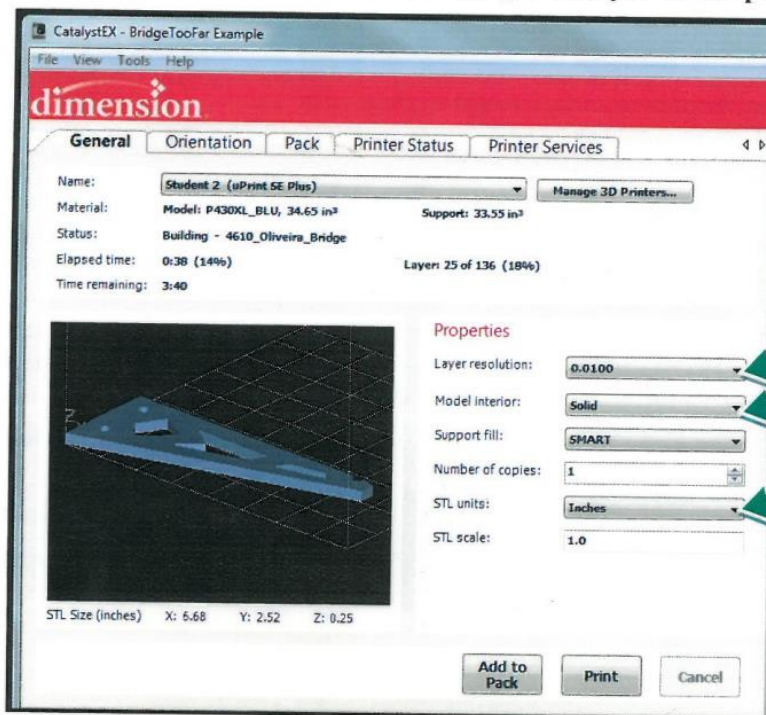 CatalystEX - BridgeTooFar Example
File View Tools Help
dimension
General Orientation Pack Printer Status Printer Services
Name: Student 2 (uPrint SE Plus) Manage 3D Printers...
Material: Model: P430XL_BLU, 34.65 in³ Support: 33.55 in³
Status: Building - 4610_Oliveira_Bridge
Elapsed time: 0:38 (14%) Layer: 25 of 136 (18%)
Time remaining: 3:40
Properties
Layer resolution: 0.0100
Model interior: Solid
Support fill: SMART
Number of copies: 1
STL units: Inches
STL scale: 1.0
Z
STL Size (inches) X: 6.68 Y: 2.52 Z: 0.25
Add to Pack Print Cancel